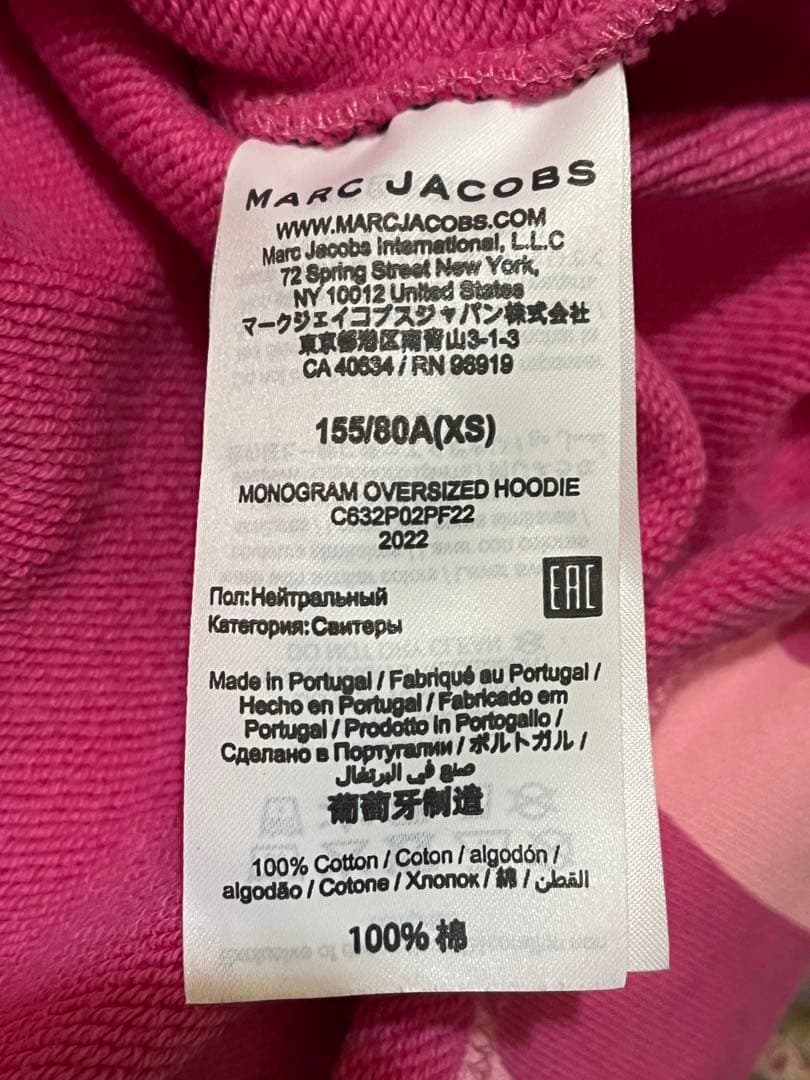 MARC JACOBS
WWW.MARCJACOBS.COM
Marc Jacobs International, L.L.C
72 Spring Street New York,
NY 10012 United States
マークジェイコブスジャパン株式会社
東京都港区南青山3-1-3
CA 40634 / RN 96919
155/80A(XS)
MONOGRAM OVERSIZED HOODIE
C632P02PF22
2022
EAC
Пол:Нейтральный
Категория:Свитеры
Made in Portugal / Fabriqué au Portugal /
Hecho en Portugal / Fabricado em
Portugal / Prodotto in Portogallo /
Сделано в Португалии / ポルトガル /
صنع في البرتغال
葡萄牙制造
100% Cotton / Coton / algodón /
algodão / Cotone / Хлопок / 綿 / القطن
100% 棉